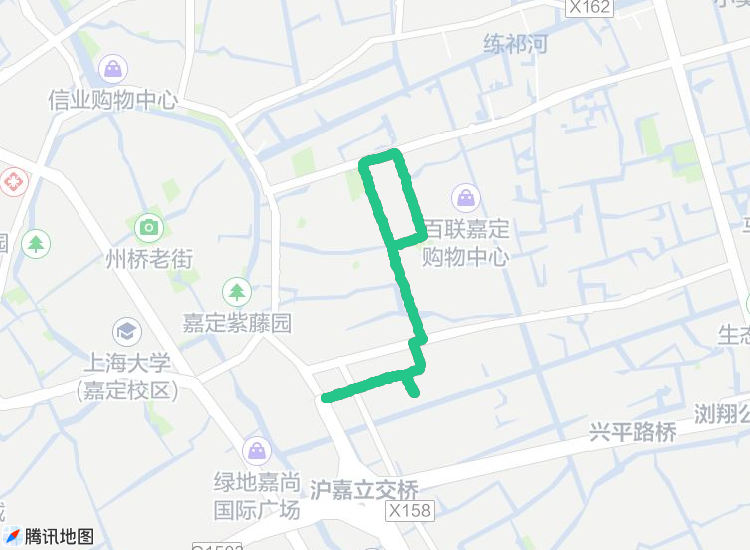 X162
练祁河
信业购物中心
百联嘉定
购物中心
州桥老街
嘉定紫藤园
上海大学
(嘉定校区)
生态
浏翔公
兴平路桥
绿地嘉尚
国际广场
沪嘉立交桥
X158
腾讯地图